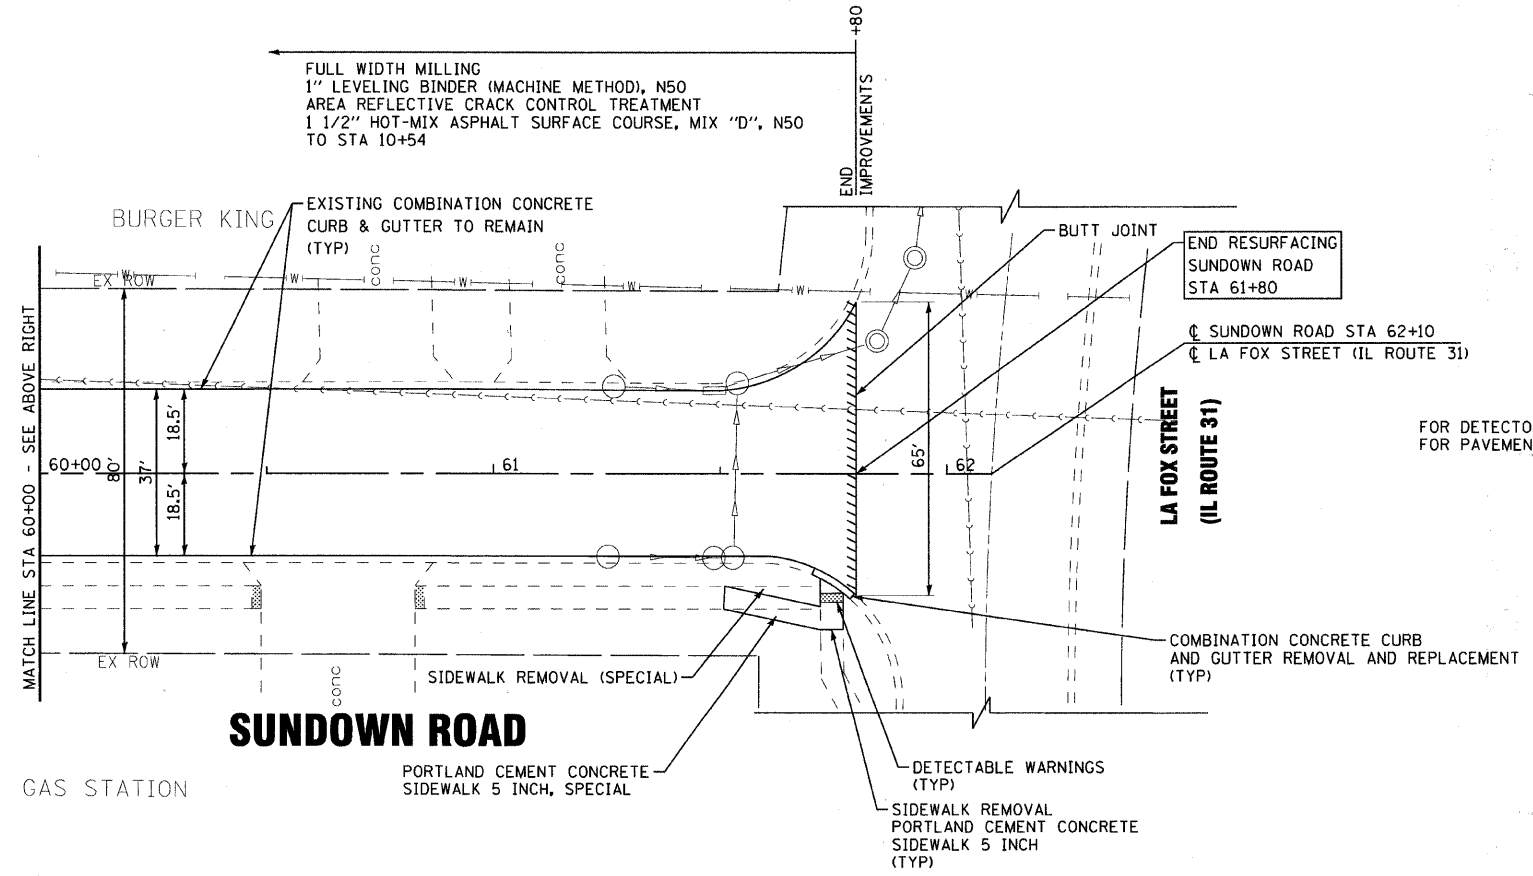 +80
FULL WIDTH MILLING
1" LEVELING BINDER (MACHINE METHOD), N50
AREA REFLECTIVE CRACK CONTROL TREATMENT
1 1/2" HOT-MIX ASPHALT SURFACE COURSE, MIX "D", N50
TO STA 10+54
END
IMPROVEMENTS
BURGER KING
EXISTING COMBINATION CONCRETE
CURB & GUTTER TO REMAIN
(TYP)
conc
conc
BUTT JOINT
END RESURFACING
SUNDOWN ROAD
STA 61+80
W
EX ROW
W
W
W
W
W
℄ SUNDOWN ROAD STA 62+10
℄ LA FOX STREET (IL ROUTE 31)
MATCH LINE STA 60+00 - SEE ABOVE RIGHT
60+00
80'
37'
18.5'
18.5'
61
65'
62
LA FOX STREET
(IL ROUTE 31)
FOR DETECTO
FOR PAVEMEN
EX ROW
conc
SIDEWALK REMOVAL (SPECIAL)
COMBINATION CONCRETE CURB
AND GUTTER REMOVAL AND REPLACEMENT
(TYP)
SUNDOWN ROAD
GAS STATION
PORTLAND CEMENT CONCRETE
SIDEWALK 5 INCH, SPECIAL
DETECTABLE WARNINGS
(TYP)
SIDEWALK REMOVAL
PORTLAND CEMENT CONCRETE
SIDEWALK 5 INCH
(TYP)